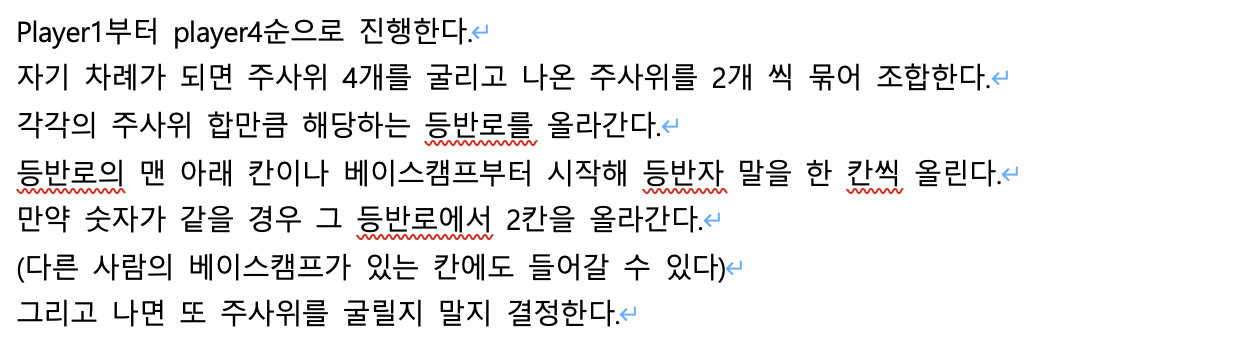 Player1부터 player4순으로 진행한다.
자기 차례가 되면 주사위 4개를 굴리고 나온 주사위를 2개 씩 묶어 조합한다.
각각의 주사위 합만큼 해당하는 등반로를 올라간다.
등반로의 맨 아래 칸이나 베이스캠프부터 시작해 등반자 말을 한 칸씩 올린다.
만약 숫자가 같을 경우 그 등반로에서 2칸을 올라간다.
(다른 사람의 베이스캠프가 있는 칸에도 들어갈 수 있다)
그리고 나면 또 주사위를 굴릴지 말지 결정한다.